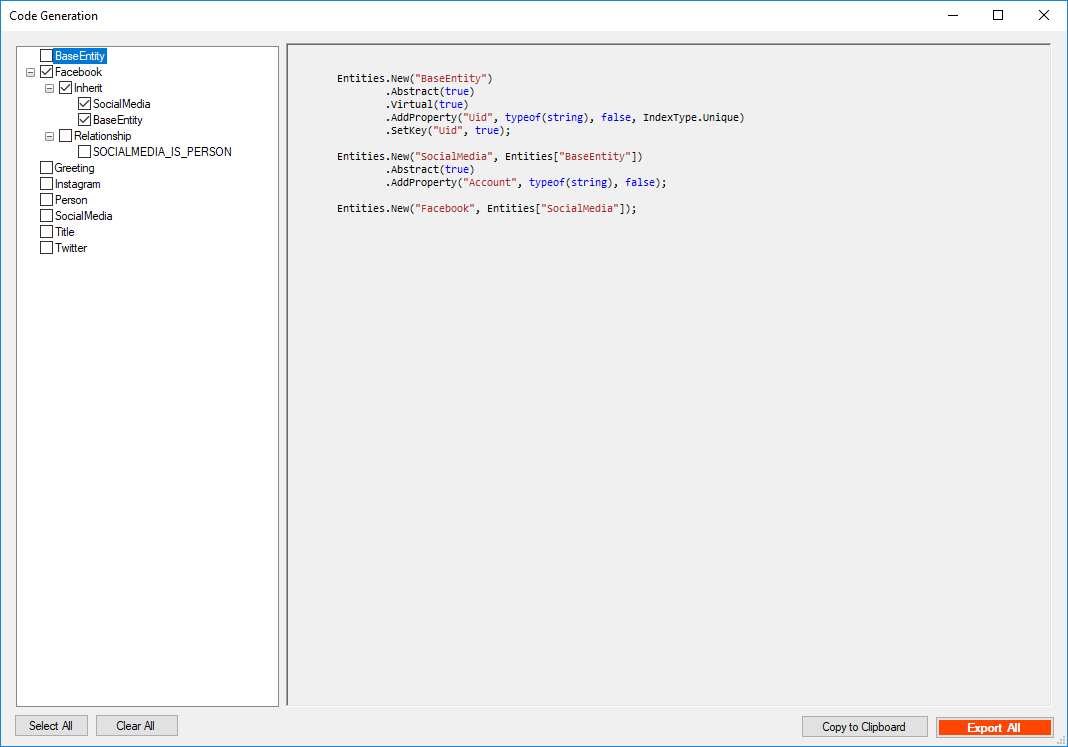 Code Generation
BaseEntity
Facebook
Inherit
SocialMedia
BaseEntity
Relationship
SOCIALMEDIA_IS_PERSON
Greeting
Instagram
Person
SocialMedia
Title
Twitter
Entities.New("BaseEntity")
.Abstract(true)
.Virtual(true)
.AddProperty("Uid", typeof(string), false, IndexType.Unique)
.SetKey("Uid", true);
Entities.New("SocialMedia", Entities["BaseEntity"])
.Abstract(true)
.AddProperty("Account", typeof(string), false);
Entities.New("Facebook", Entities["SocialMedia"]);
Select All
Clear All
Copy to Clipboard
Export All